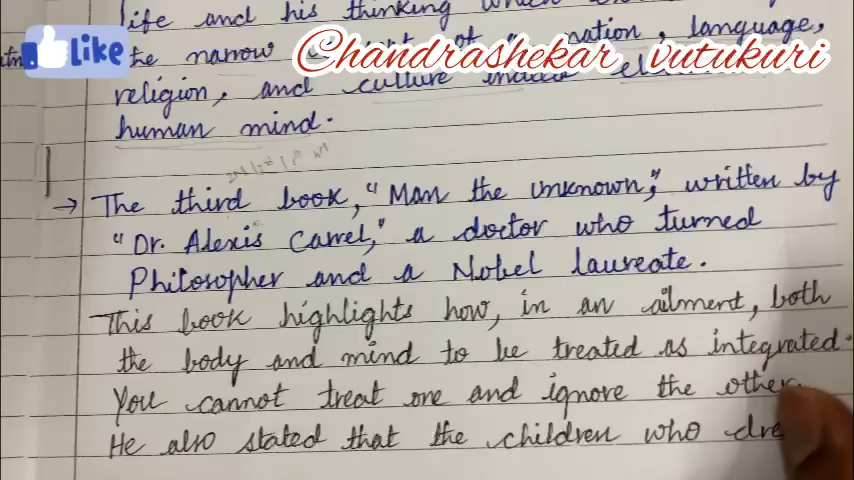 life and his thinking
the narrow of nation, language,
Like
Chandrashekar vutukuri
religion, and culture
human mind.
→ The third book, "Man the Unknown," written by
"Dr. Alexis Carrel," a doctor who turned
Philosopher and a Nobel laureate.
This book highlights how, in an ailment, both
the body and mind to be treated as integrated.
You cannot treat one and ignore the other.
He also stated that the children who